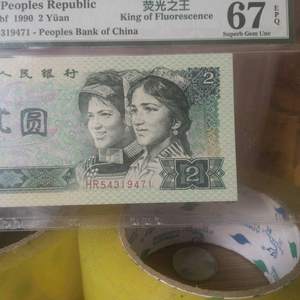 Peoples Republic
荧光之王
67 EPQ
bf 1990 2 Yüan
King of Fluorescence
Superb Gem Unc
4319471 - Peoples Bank of China
人民银行
2
贰圆
HR54319471
2